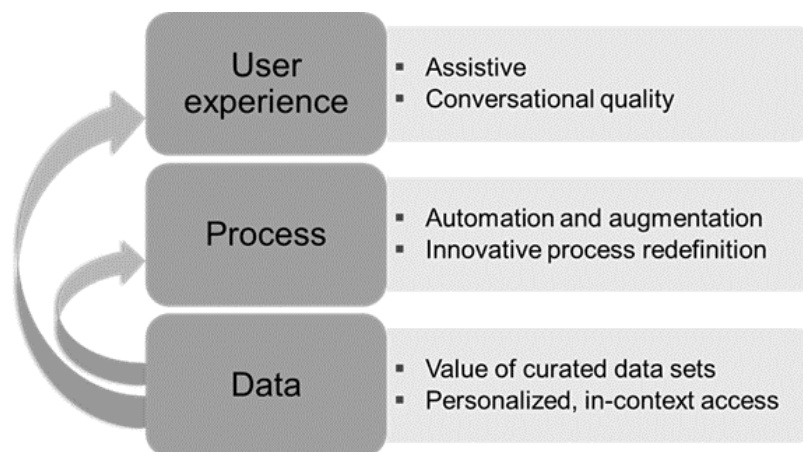 User
experience
▪ Assistive
▪ Conversational quality
Process
▪ Automation and augmentation
▪ Innovative process redefinition
Data
▪ Value of curated data sets
▪ Personalized, in-context access